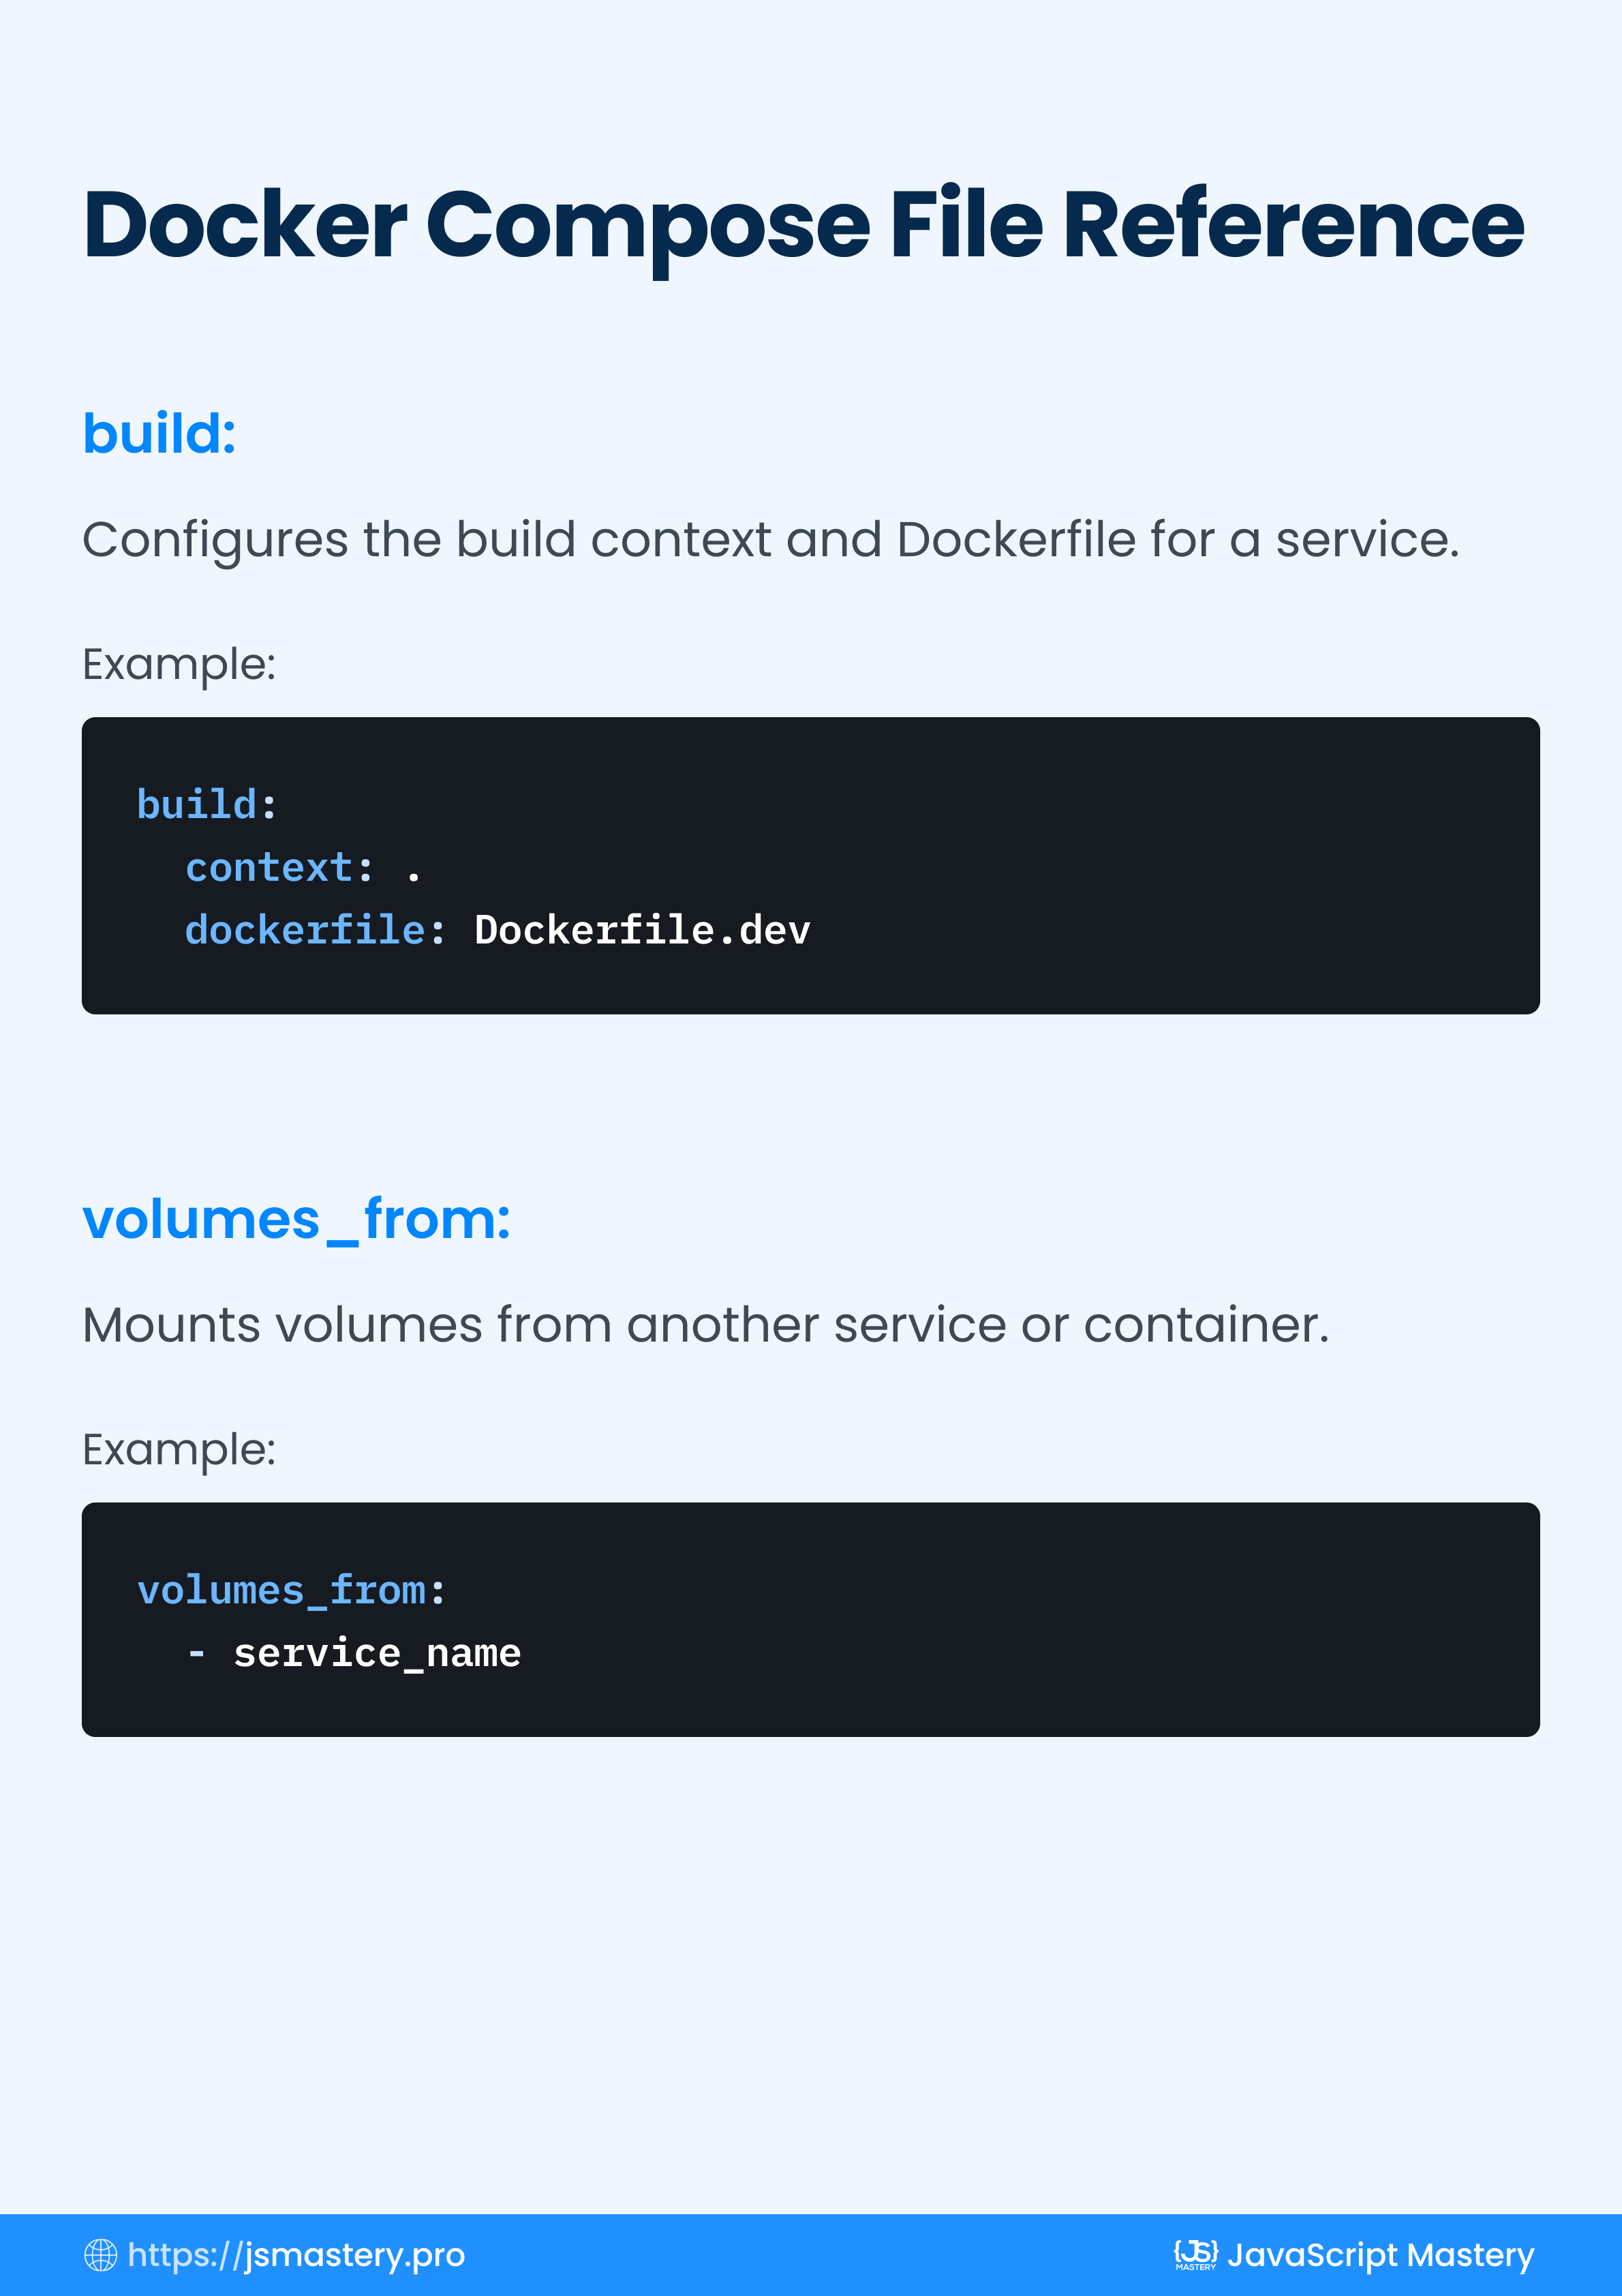 Docker Compose File Reference
build:
Configures the build context and Dockerfile for a service.
Example:
build:
  context: .
  dockerfile: Dockerfile.dev
volumes_from:
Mounts volumes from another service or container.
Example:
volumes_from:
  - service_name
https://jsmastery.pro
{JS} MASTERY JavaScript Mastery